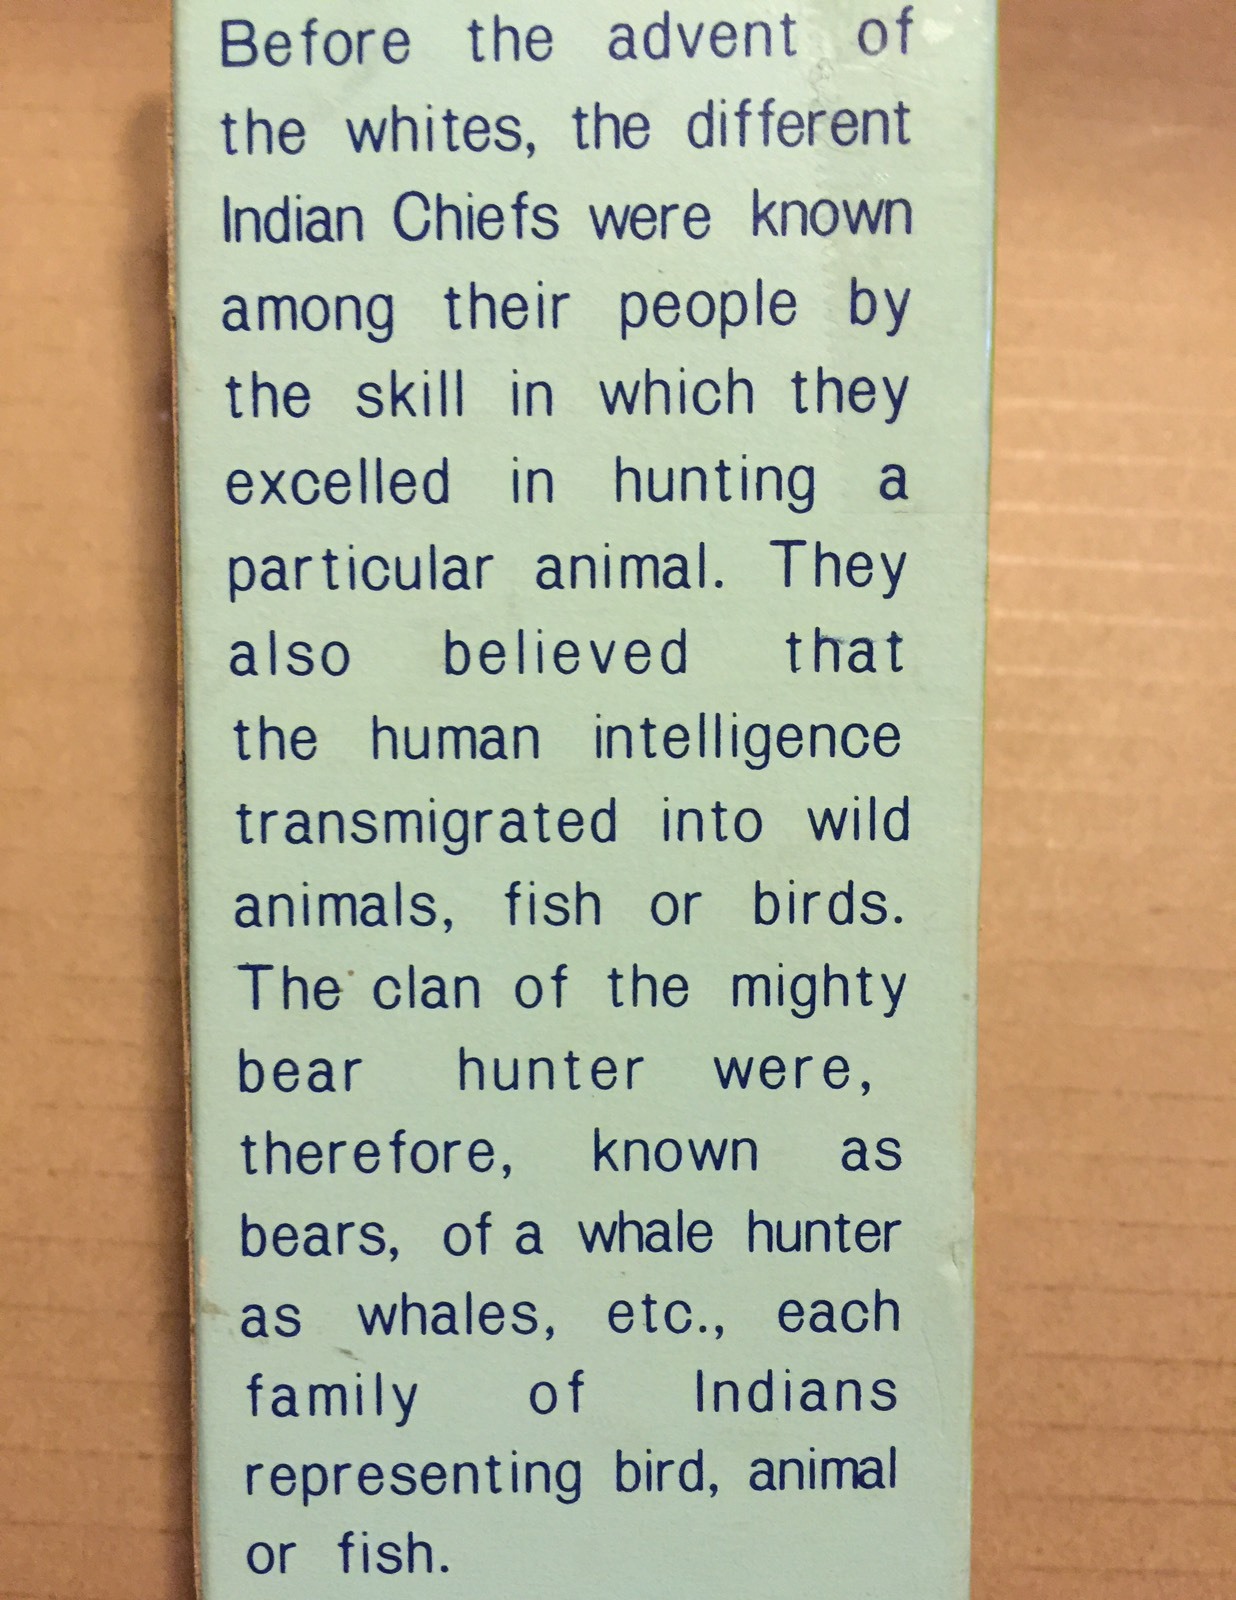 Before the advent of
the whites, the different
Indian Chiefs were known
among their people by
the skill in which they
excelled in hunting a
particular animal. They
also believed that
the human intelligence
transmigrated into wild
animals, fish or birds.
The clan of the mighty
bear hunter were,
therefore, known as
bears, of a whale hunter
as whales, etc., each
family of Indians
representing bird, animal
or fish.